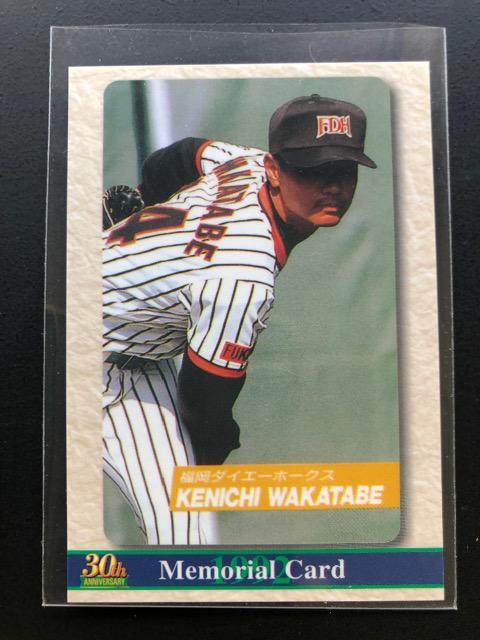 FDH
WAKATABE
4
FUK
福岡ダイエーホークス
KENICHI WAKATABE
30th
ANNIVERSARY
1992
Memorial Card